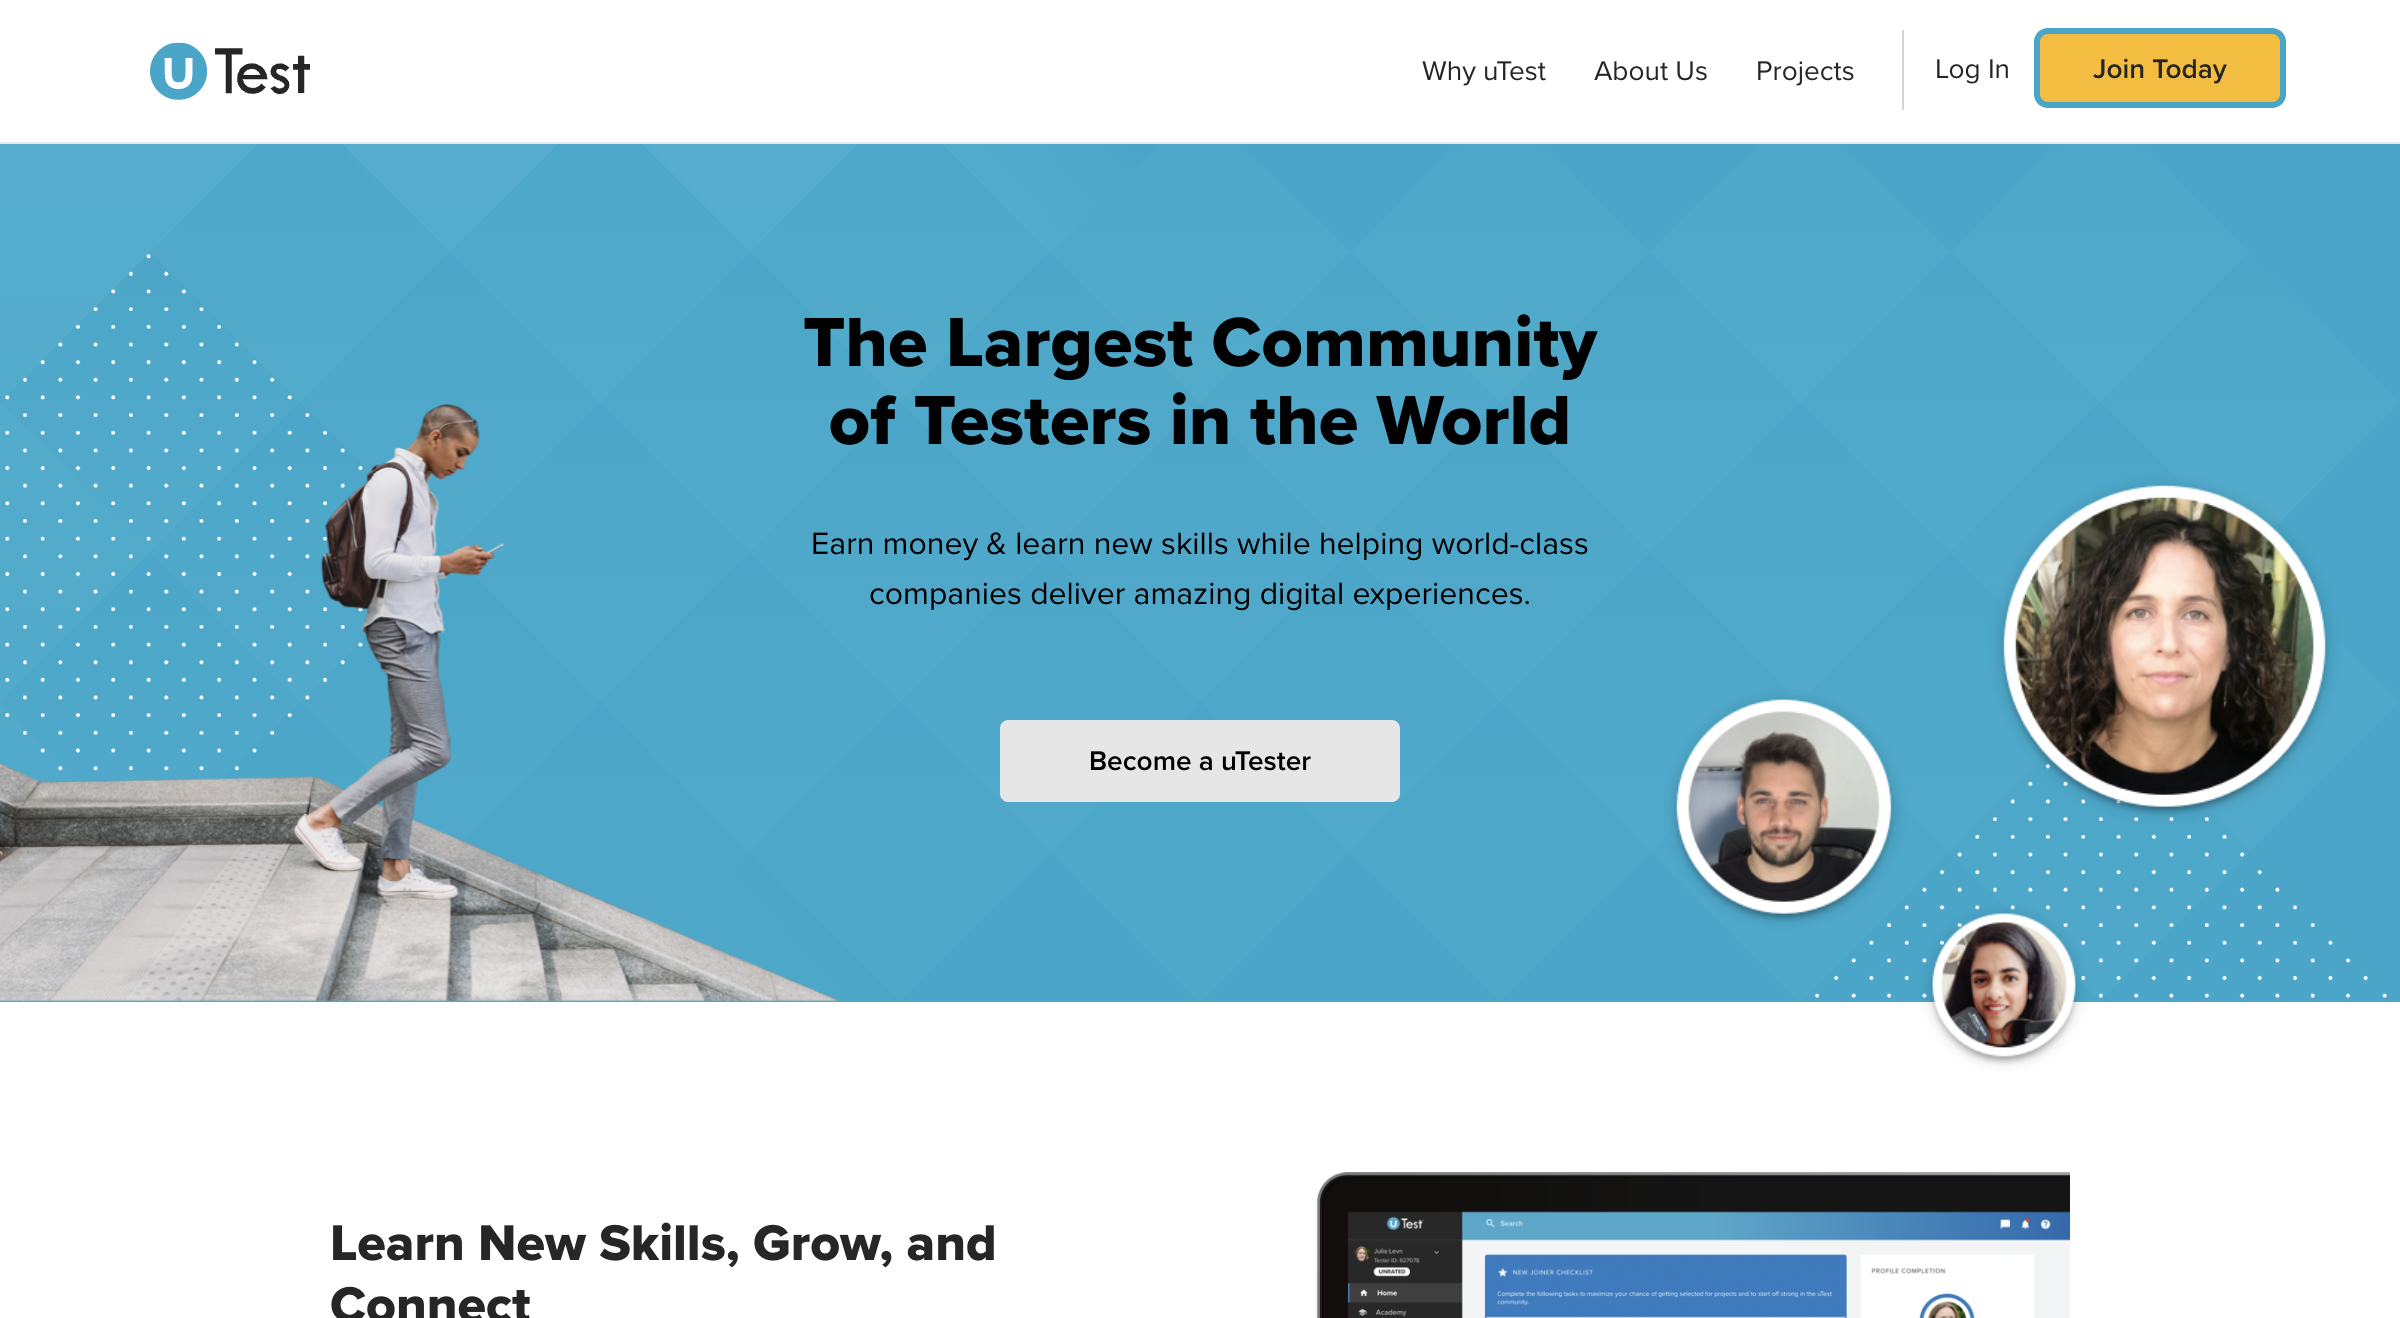 uTest
Why uTest
About Us
Projects
Log In
Join Today
The Largest Community
of Testers in the World
Earn money & learn new skills while helping world-class
companies deliver amazing digital experiences.
Become a uTester
Learn New Skills, Grow, and
Connect
uTest
Search
Julia Levn
Tester ID: 827078
UNRATED
Home
Academy
NEW JOINER CHECKLIST
Complete the following tasks to maximize your chance of getting selected for projects and to start off strong in the uTest
community.
PROFILE COMPLETION